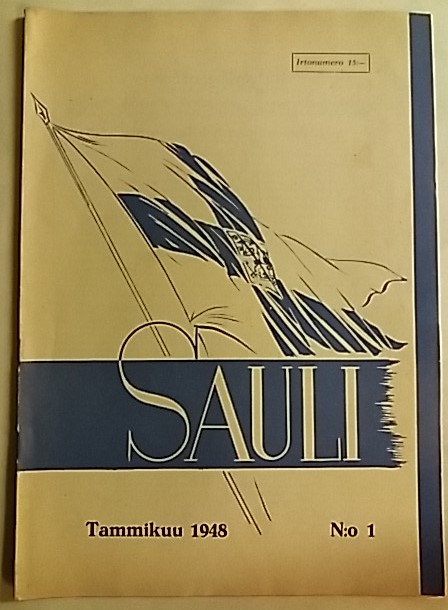 Irtonumero 15:—
SAULI
Tammikuu 1948 N:o 1